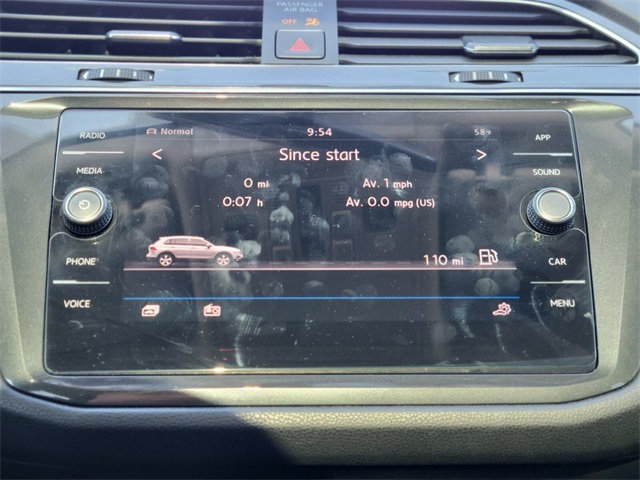 PASSENGER
AIR BAG
OFF
RADIO
Normal
9:54
58°F
APP
< Since start >
MEDIA
SOUND
0 mi
Av. 1 mph
0:07 h
Av. 0.0 mpg (US)
PHONE
110 mi
CAR
VOICE
MENU